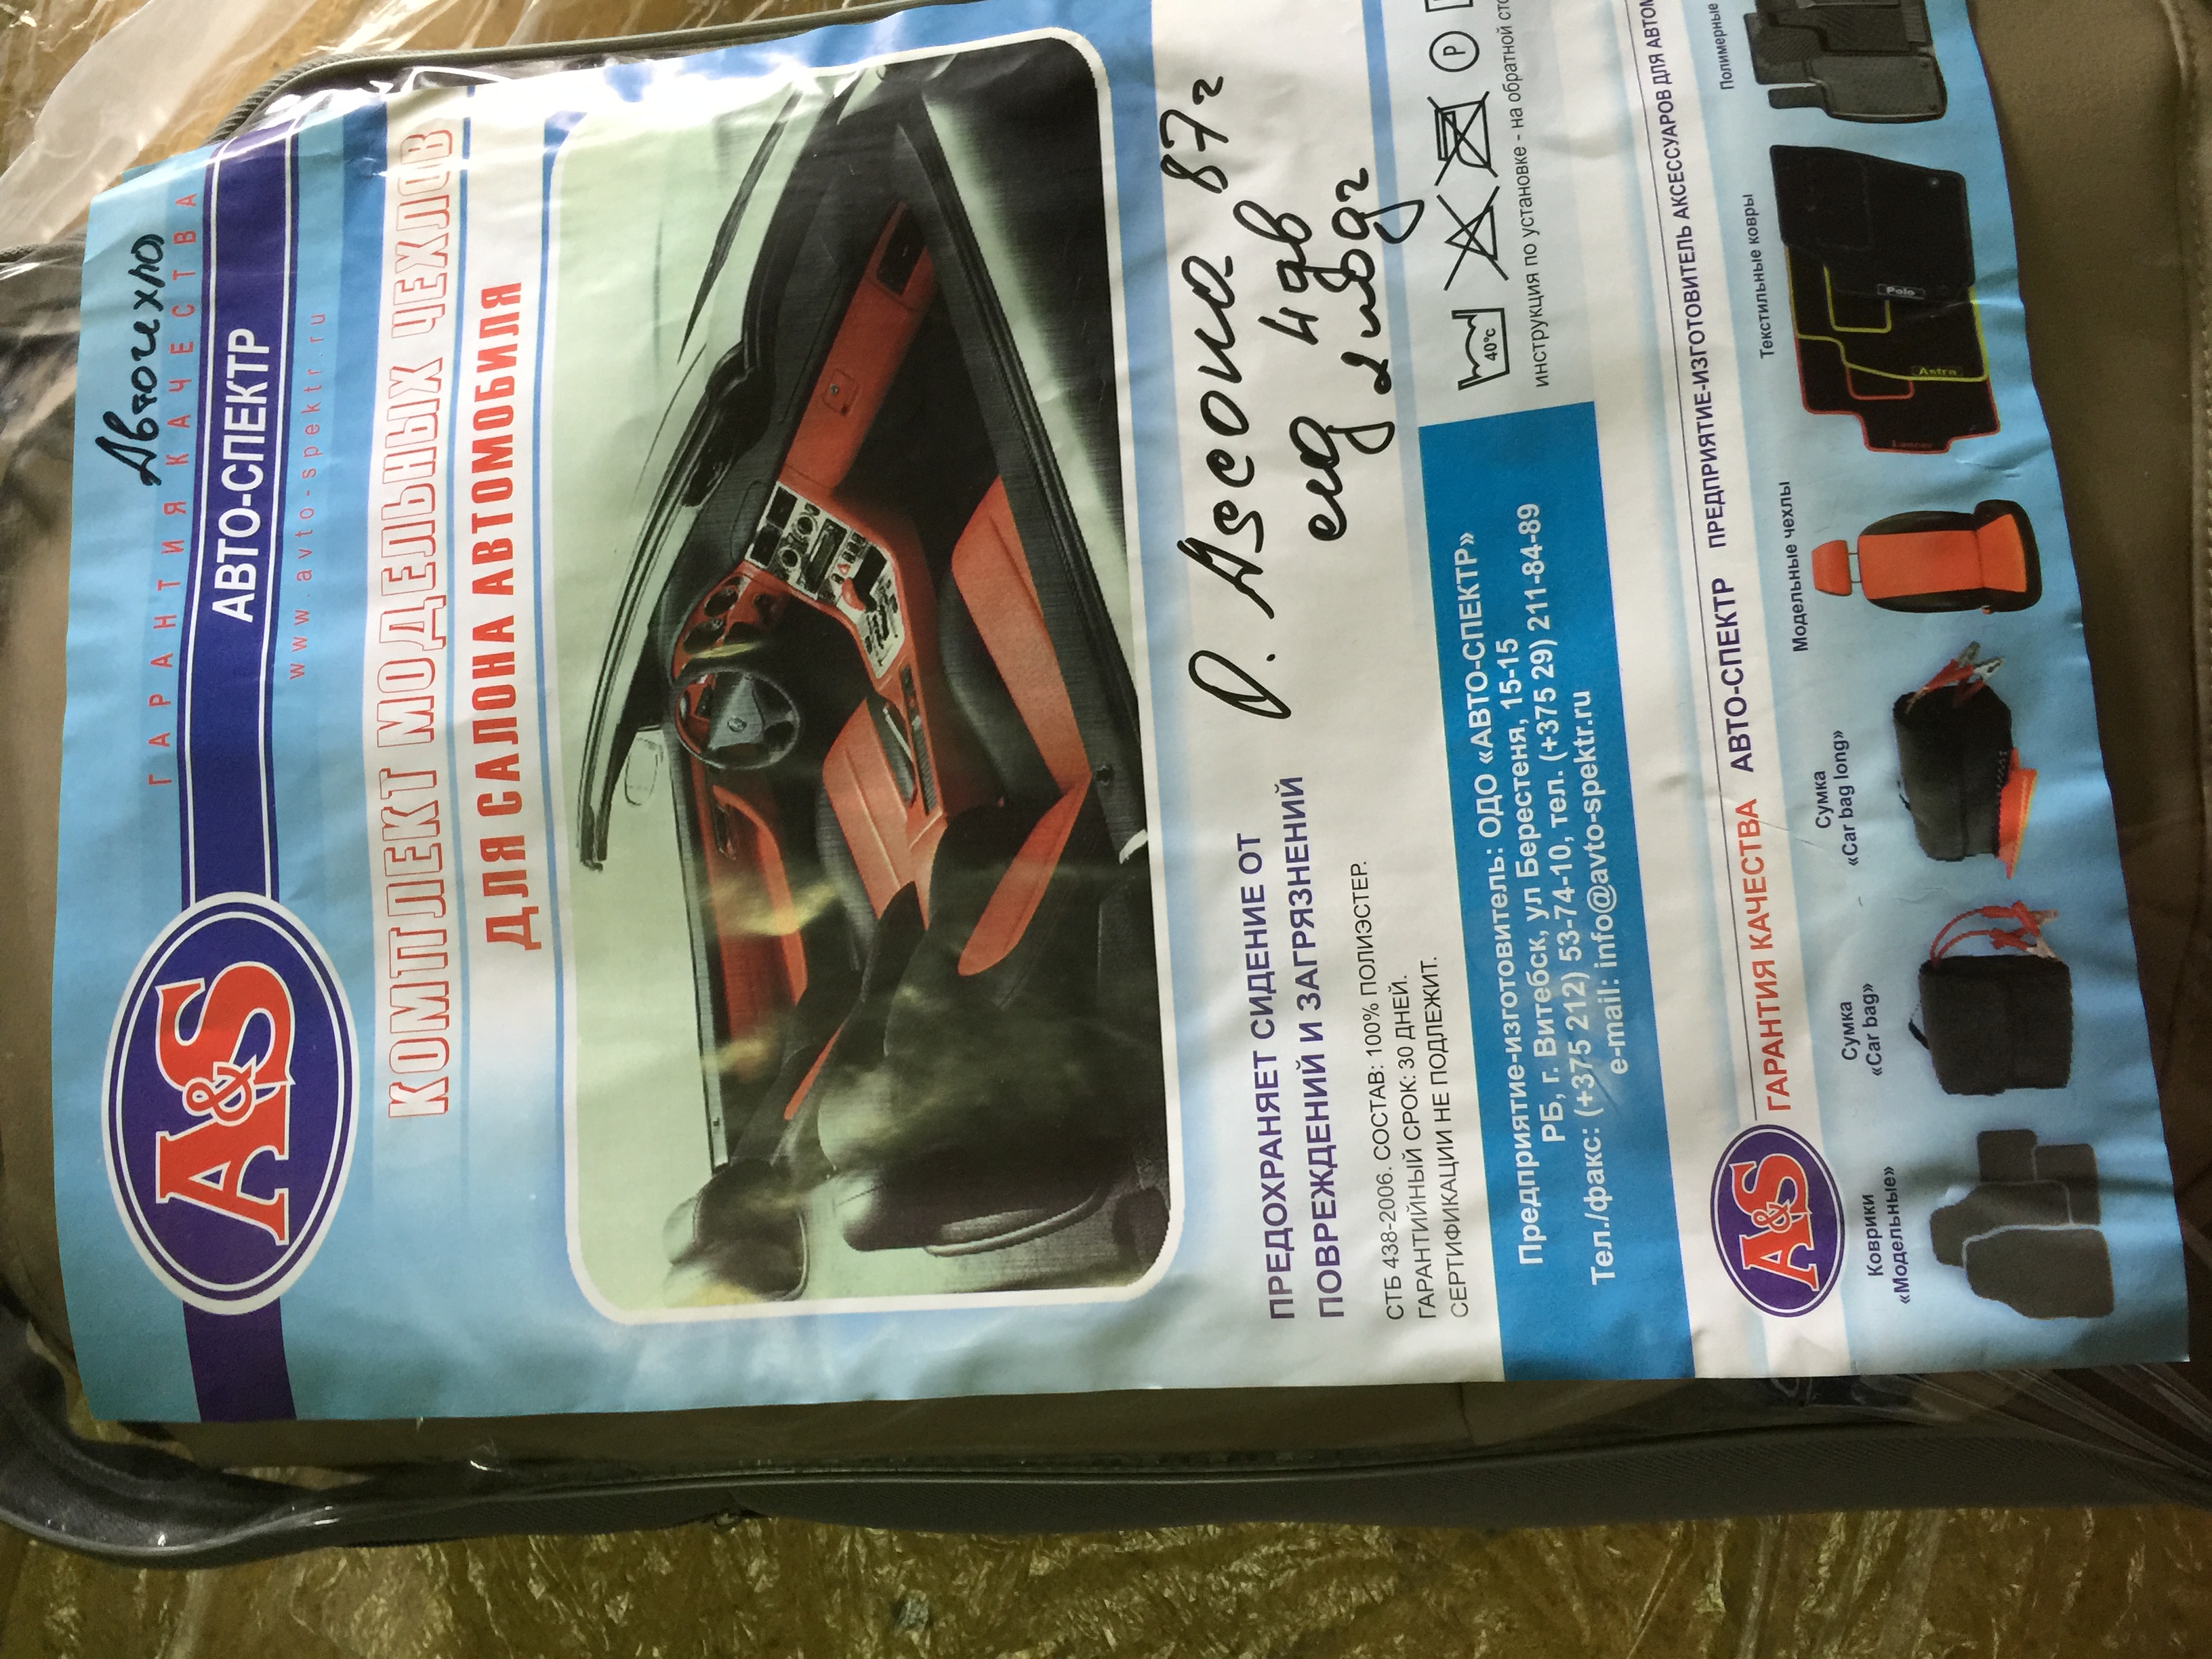 Авточехю
ГАРАНТИЯ КАЧЕСТВА
A&S
АВТО-СПЕКТР
www.avto-spektr.ru
КОМПЛЕКТ МОДЕЛЬНЫХ ЧЕХЛОВ
ДЛЯ САЛОНА АВТОМОБИЛЯ
ПРЕДОХРАНЯЕТ СИДЕНИЕ ОТ
ПОВРЕЖДЕНИЙ И ЗАГРЯЗНЕНИЙ
О. Ascona 87г
4 дв
СТБ 438-2006. СОСТАВ: 100% ПОЛИЭСТЕР.
ГАРАНТИЙНЫЙ СРОК: 30 ДНЕЙ.
СЕРТИФИКАЦИИ НЕ ПОДЛЕЖИТ.
40°C
P
инструкция по установке - на обратной сто
Предприятие-изготовитель: ОДО «АВТО-СПЕКТР»
РБ, г. Витебск, ул Берестеня, 15-15
Тел./факс: (+375 212) 53-74-10, тел. (+375 29) 211-84-89
e-mail: info@avto-spektr.ru
A&S
ГАРАНТИЯ КАЧЕСТВА АВТО-СПЕКТР ПРЕДПРИЯТИЕ-ИЗГОТОВИТЕЛЬ АКСЕССУАРОВ ДЛЯ АВТОМ
Коврики
«Модельные»
Сумка
«Car bag»
Сумка
«Car bag long»
Модельные чехлы
Текстильные ковры
Полимерные
Lancer
Astra
Polo